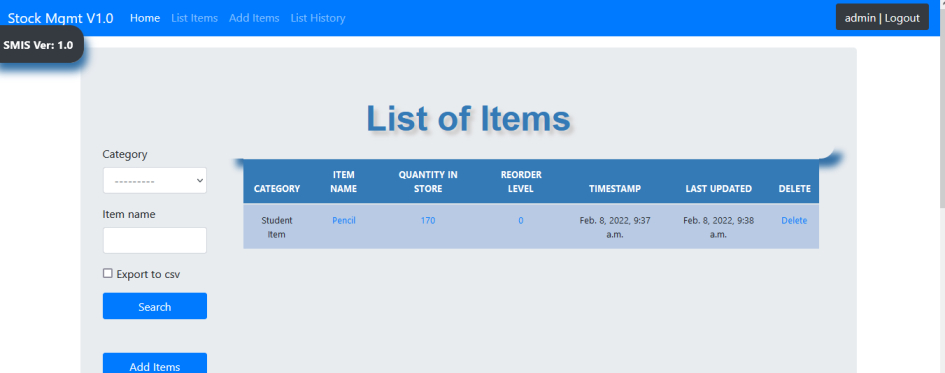 Stock Mgmt V1.0 Home List Items Add Items List History admin | Logout
SMIS Ver: 1.0
List of Items
Category
---------
Item name
Export to csv
Search
Add Items
CATEGORY ITEM NAME QUANTITY IN STORE REORDER LEVEL TIMESTAMP LAST UPDATED DELETE
Student Item Pencil 170 0 Feb. 8, 2022, 9:37 a.m. Feb. 8, 2022, 9:38 a.m. Delete